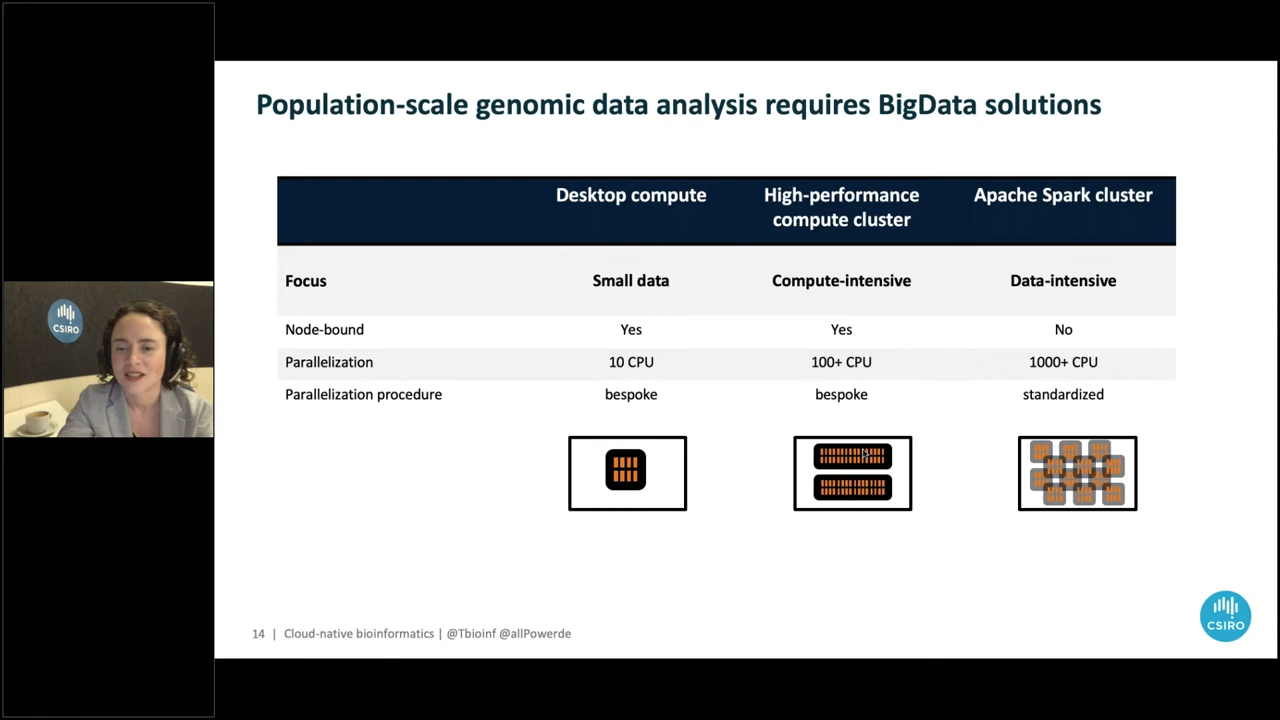 Population-scale genomic data analysis requires BigData solutions
Desktop compute
High-performance
compute cluster
Apache Spark cluster
Focus
Small data
Compute-intensive
Data-intensive
Node-bound
Yes
Yes
No
Parallelization
10 CPU
100+ CPU
1000+ CPU
Parallelization procedure
bespoke
bespoke
standardized
CSIRO
14 | Cloud-native bioinformatics | @Tbioinf @allPowerde
CSIRO